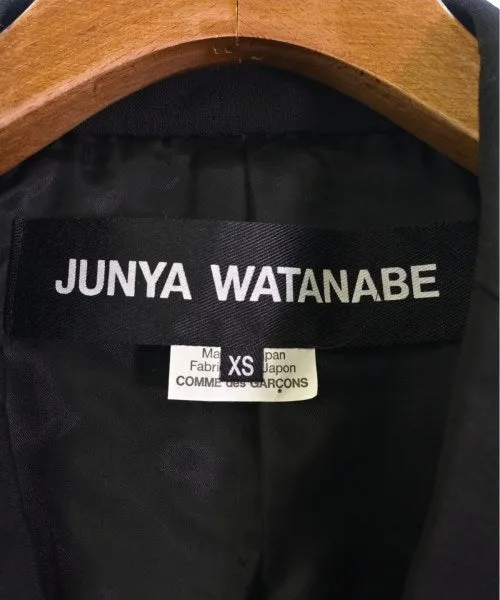 JUNYA WATANABE
XS
Ma pan
Fabri Japon
COMME des GARÇONS